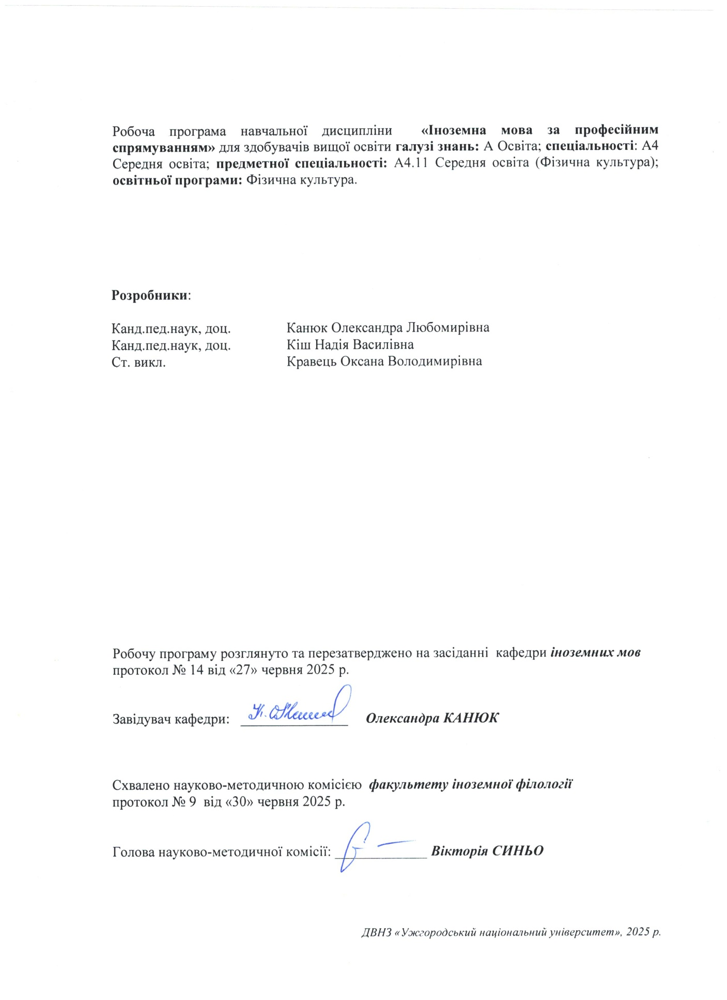 Робоча програма навчальної дисципліни «Іноземна мова за професійним
спрямуванням» для здобувачів вищої освіти галузі знань: А Освіта; спеціальності: А4
Середня освіта; предметної спеціальності: А4.11 Середня освіта (Фізична культура);
освітньої програми: Фізична культура.
Розробники:
Канд.пед.наук, доц. Канюк Олександра Любомирівна
Канд.пед.наук, доц. Кіш Надія Василівна
Ст. викл. Кравець Оксана Володимирівна
Робочу програму розглянуто та перезатверджено на засіданні кафедри іноземних мов
протокол № 14 від «27» червня 2025 р.
Завідувач кафедри: Олександра КАНЮК
Схвалено науково-методичною комісією факультету іноземної філології
протокол № 9 від «30» червня 2025 р.
Голова науково-методичної комісії: Вікторія СИНЬО
ДВНЗ «Ужгородський національний університет», 2025 р.